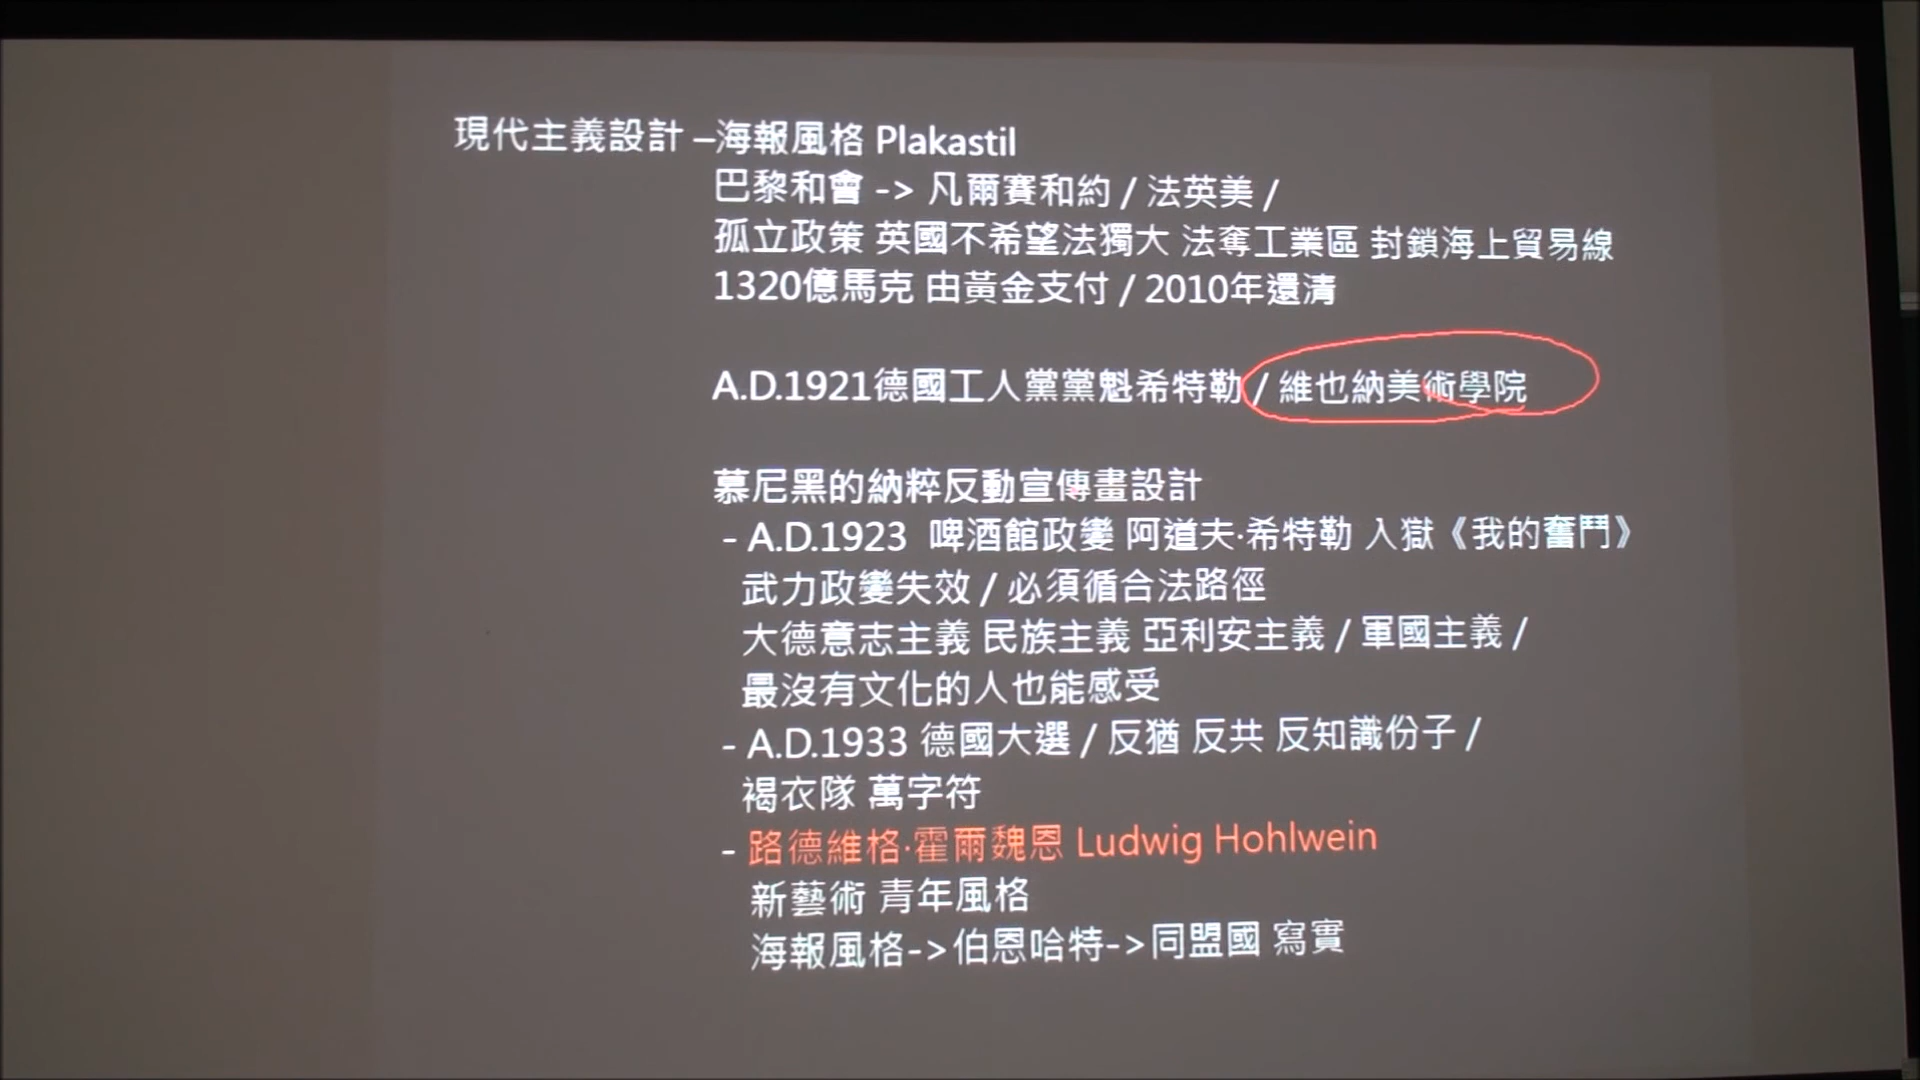 現代主義設計 –海報風格 Plakastil
巴黎和會 -> 凡爾賽和約 / 法英美 /
孤立政策 英國不希望法獨大 法奪工業區 封鎖海上貿易線
1320億馬克 由黃金支付 / 2010年還清
A.D.1921德國工人黨黨魁希特勒 / 維也納美術學院
慕尼黑的納粹反動宣傳畫設計
- A.D.1923 啤酒館政變 阿道夫·希特勒 入獄《我的奮鬥》
武力政變失效 / 必須循合法路徑
大德意志主義 民族主義 亞利安主義 / 軍國主義 /
最沒有文化的人也能感受
- A.D.1933 德國大選 / 反猶 反共 反知識份子 /
褐衣隊 萬字符
- 路德維格·霍爾魏恩 Ludwig Hohlwein
新藝術 青年風格
海報風格->伯恩哈特->同盟國 寫實